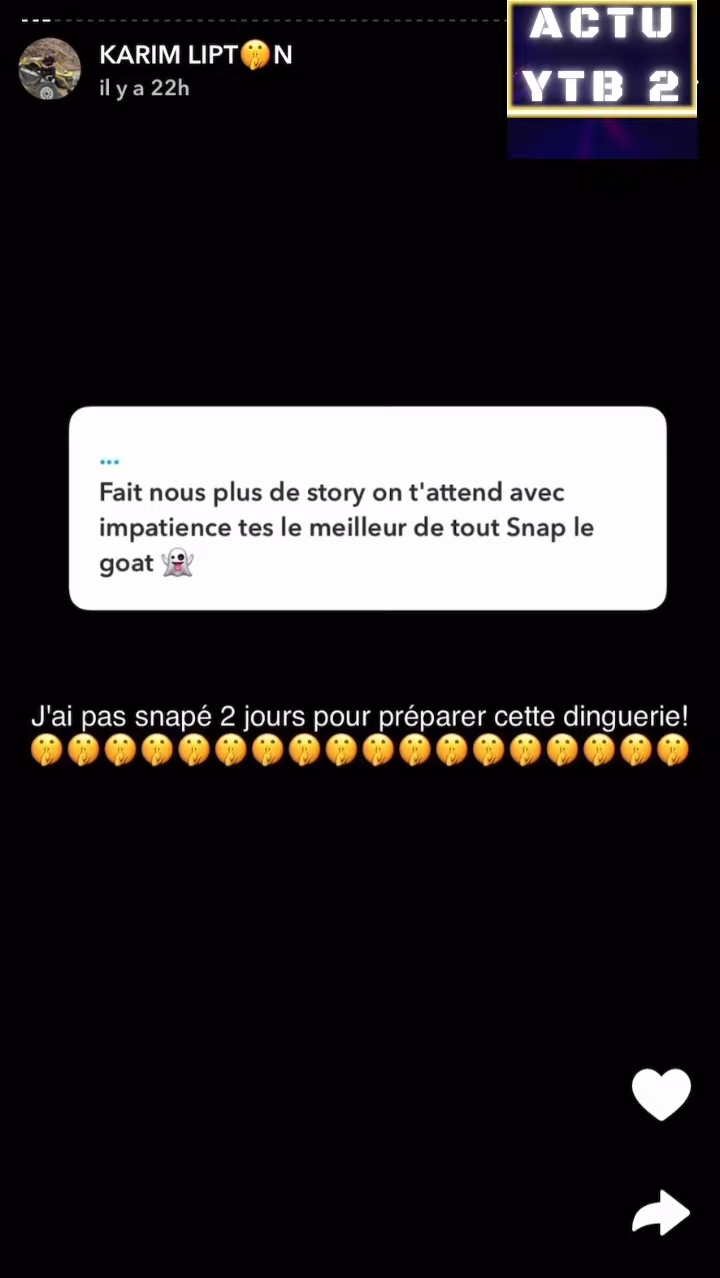 KARIM LIPT🤫N
il y a 22h
ACTU
YTB 2
...
Fait nous plus de story on t'attend avec
impatience tes le meilleur de tout Snap le
goat 👻
J'ai pas snapé 2 jours pour préparer cette dinguerie!
🤫🤫🤫🤫🤫🤫🤫🤫🤫🤫🤫🤫🤫🤫🤫🤫🤫🤫